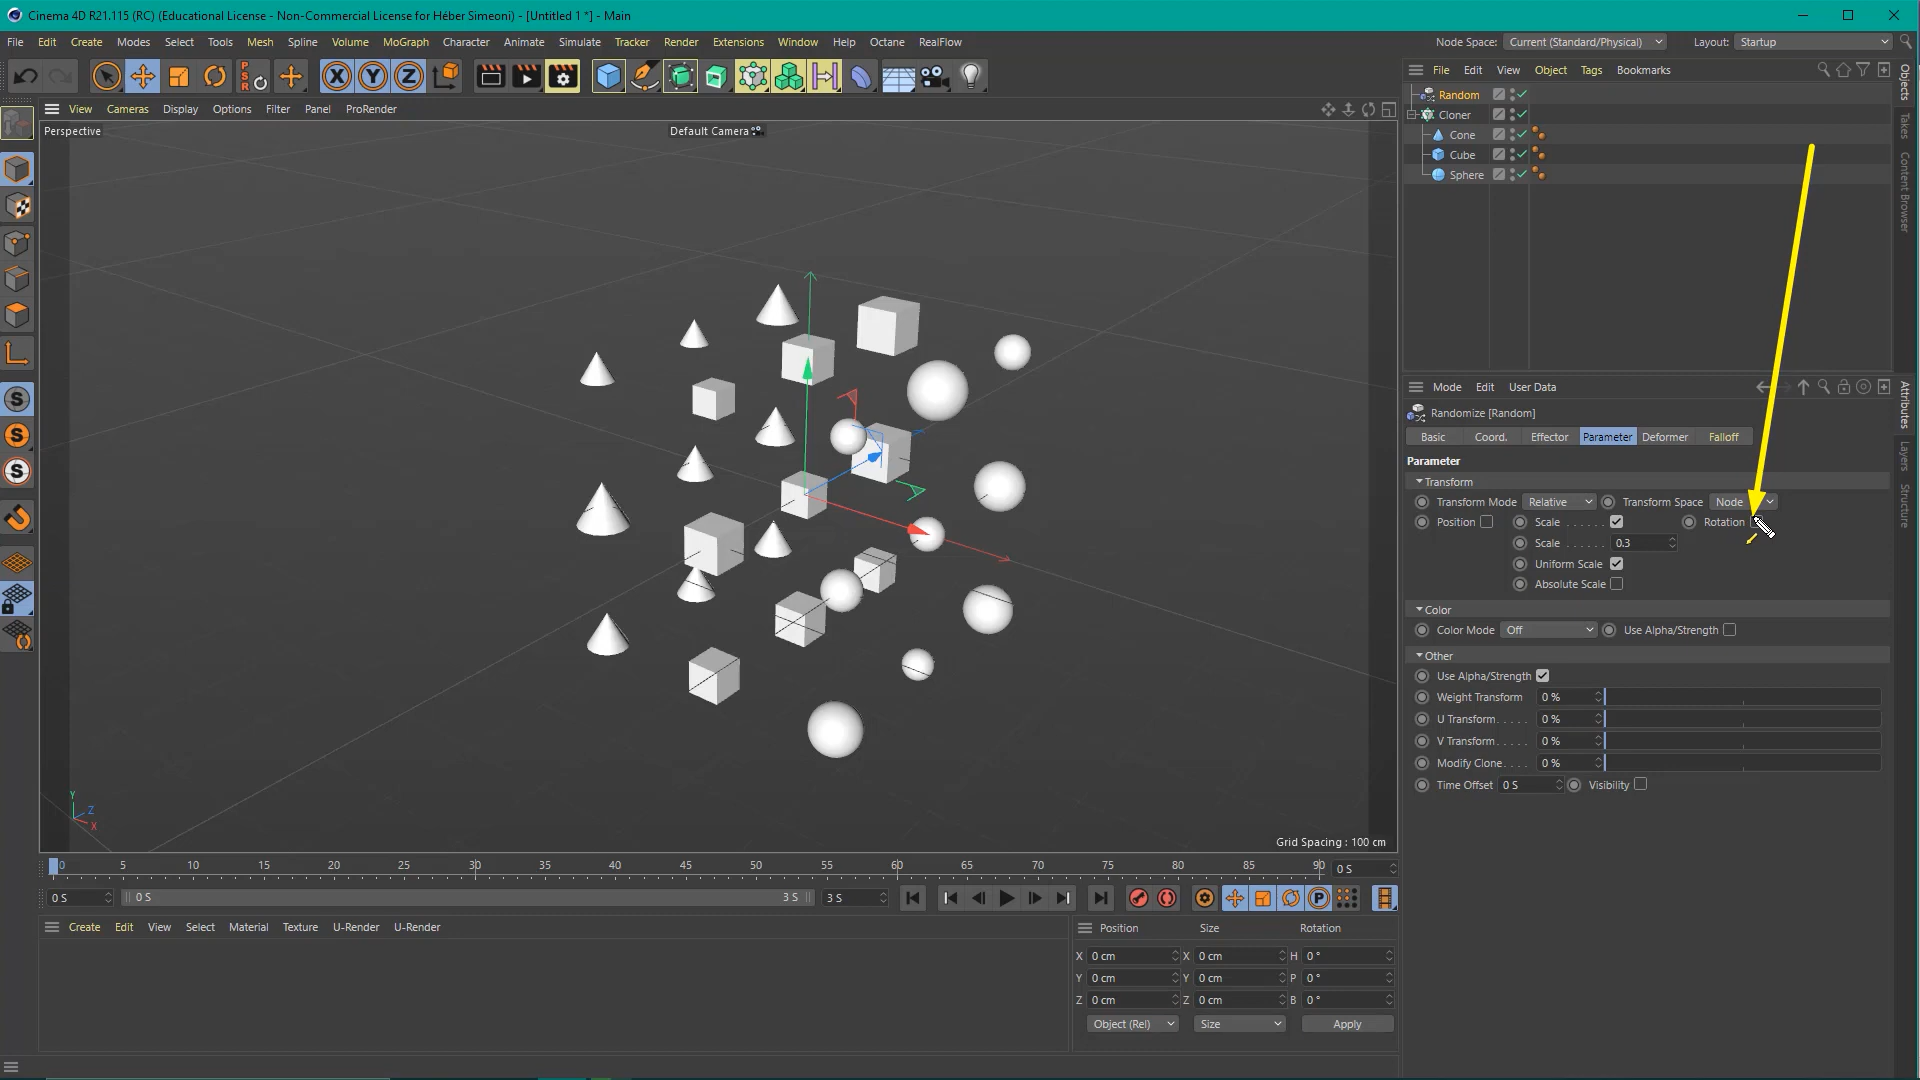 Cinema 4D R21.115 (RC) (Educational License - Non-Commercial License for Héber Simeoni) - [Untitled 1 *] - Main
File Edit Create Modes Select Tools Mesh Spline Volume MoGraph Character Animate Simulate Tracker Render Extensions Window Help Octane RealFlow Node Space: Current (Standard/Physical) Layout: Startup
X Y Z PSR
File Edit View Object Tags Bookmarks
View Cameras Display Options Filter Panel ProRender
Perspective
Default Camera
Random
Cloner
Cone
Cube
Sphere
Objects
Takes
Content Browser
Mode Edit User Data
Randomize [Random]
Basic Coord. Effector Parameter Deformer Falloff
Parameter
Transform
Transform Mode Relative Transform Space Node
Position Scale Rotation
Scale 0.3
Uniform Scale
Absolute Scale
Color
Color Mode Off Use Alpha/Strength
Other
Use Alpha/Strength
Weight Transform 0 %
U Transform 0 %
V Transform 0 %
Modify Clone 0 %
Time Offset 0 S Visibility
Attributes
Layers
Structure
S
S
S
Y
Z
X
Grid Spacing : 100 cm
0 5 10 15 20 25 30 35 40 45 50 55 60 65 70 75 80 85 90 0 S
0 S 0 S 3 S 3 S P
Create Edit View Select Material Texture U-Render U-Render
Position Size Rotation
X 0 cm X 0 cm H 0 °
Y 0 cm Y 0 cm P 0 °
Z 0 cm Z 0 cm B 0 °
Object (Rel) Size Apply